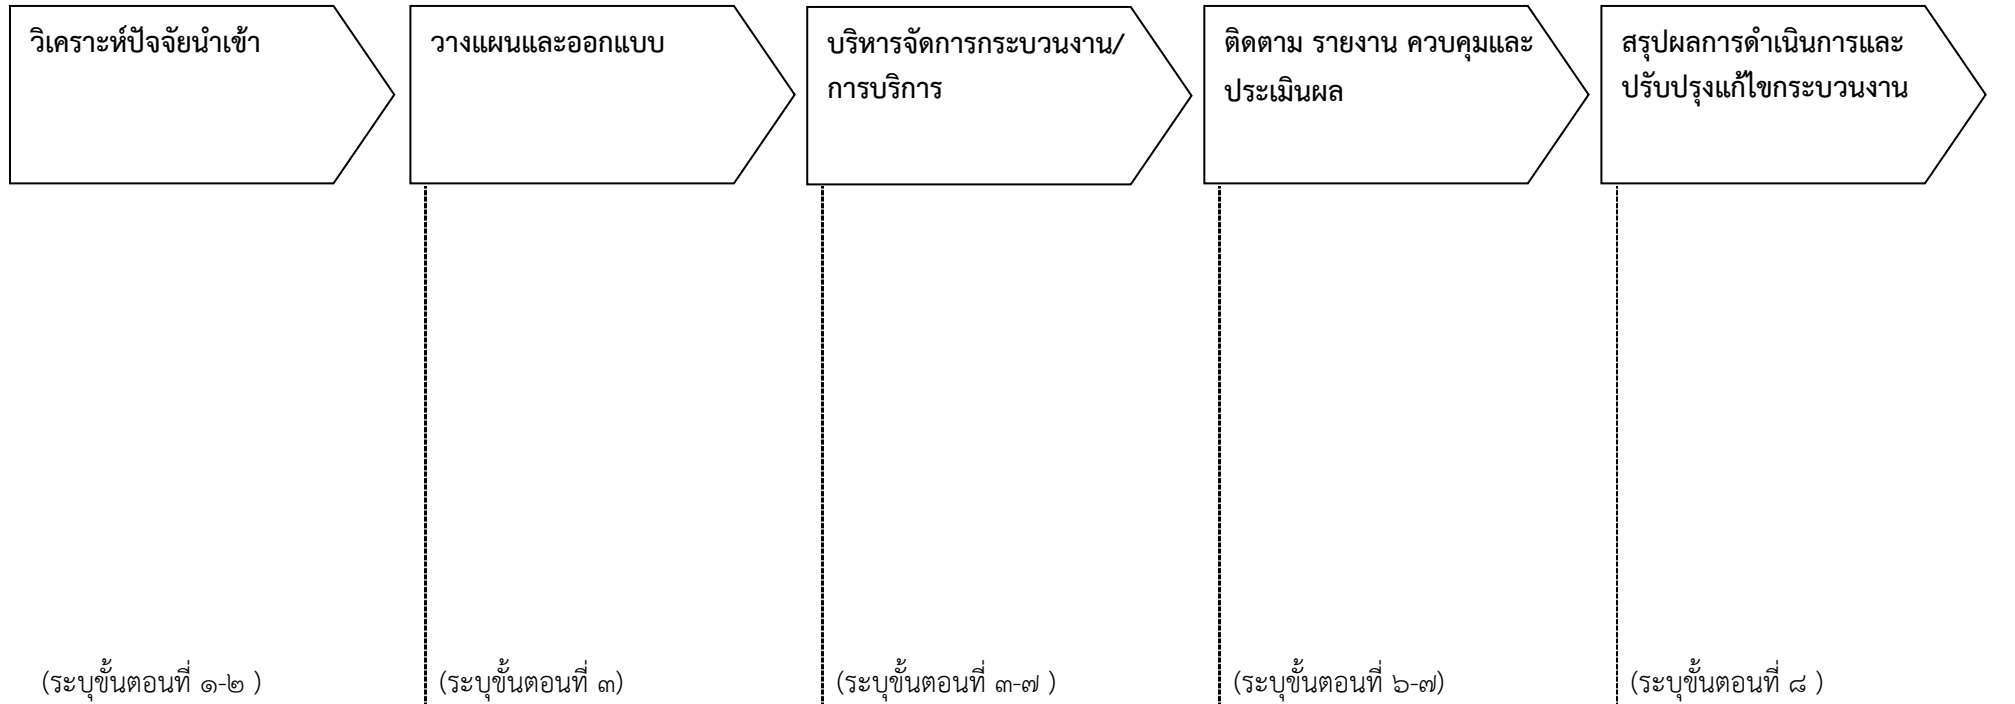 วิเคราะห์ปัจจัยนำเข้า
วางแผนและออกแบบ
บริหารจัดการกระบวนงาน/
การบริการ
ติดตาม รายงาน ควบคุมและ
ประเมินผล
สรุปผลการดำเนินการและ
ปรับปรุงแก้ไขกระบวนงาน
(ระบุขั้นตอนที่ ๑-๒ )
(ระบุขั้นตอนที่ ๓)
(ระบุขั้นตอนที่ ๓-๗ )
(ระบุขั้นตอนที่ ๖-๗)
(ระบุขั้นตอนที่ ๘ )